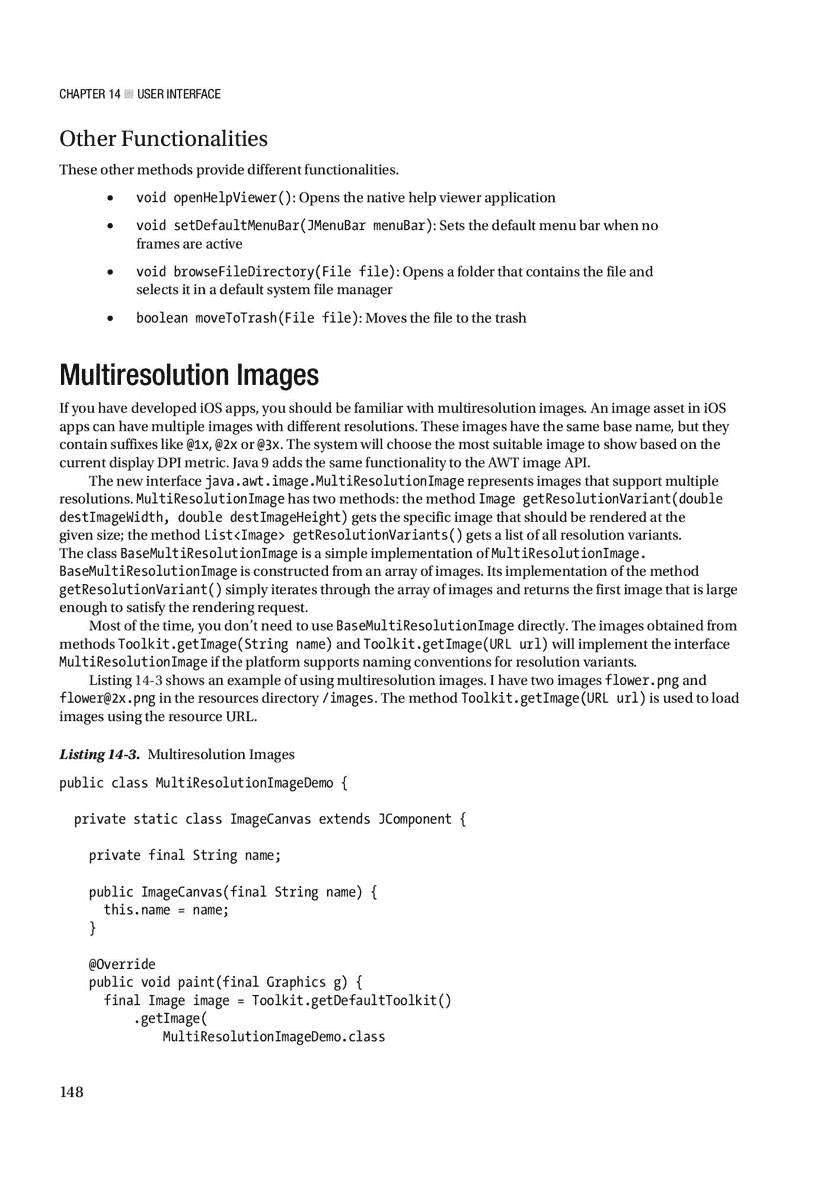 CHAPTER 14 ■ USER INTERFACE
Other Functionalities
These other methods provide different functionalities.
• void openHelpViewer(): Opens the native help viewer application
• void setDefaultMenuBar(JMenuBar menuBar): Sets the default menu bar when no
frames are active
• void browseFileDirectory(File file): Opens a folder that contains the file and
selects it in a default system file manager
• boolean moveToTrash(File file): Moves the file to the trash
Multiresolution Images
If you have developed iOS apps, you should be familiar with multiresolution images. An image asset in iOS
apps can have multiple images with different resolutions. These images have the same base name, but they
contain suffixes like @1x, @2x or @3x. The system will choose the most suitable image to show based on the
current display DPI metric. Java 9 adds the same functionality to the AWT image API.
The new interface java.awt.image.MultiResolutionImage represents images that support multiple
resolutions. MultiResolutionImage has two methods: the method Image getResolutionVariant(double
destImageWidth, double destImageHeight) gets the specific image that should be rendered at the
given size; the method List<Image> getResolutionVariants() gets a list of all resolution variants.
The class BaseMultiResolutionImage is a simple implementation of MultiResolutionImage.
BaseMultiResolutionImage is constructed from an array of images. Its implementation of the method
getResolutionVariant() simply iterates through the array of images and returns the first image that is large
enough to satisfy the rendering request.
Most of the time, you don't need to use BaseMultiResolutionImage directly. The images obtained from
methods Toolkit.getImage(String name) and Toolkit.getImage(URL url) will implement the interface
MultiResolutionImage if the platform supports naming conventions for resolution variants.
Listing 14-3 shows an example of using multiresolution images. I have two images flower.png and
flower@2x.png in the resources directory /images. The method Toolkit.getImage(URL url) is used to load
images using the resource URL.
Listing 14-3. Multiresolution Images
public class MultiResolutionImageDemo {
private static class ImageCanvas extends JComponent {
private final String name;
public ImageCanvas(final String name) {
this.name = name;
}
@Override
public void paint(final Graphics g) {
final Image image = Toolkit.getDefaultToolkit()
.getImage(
MultiResolutionImageDemo.class
148